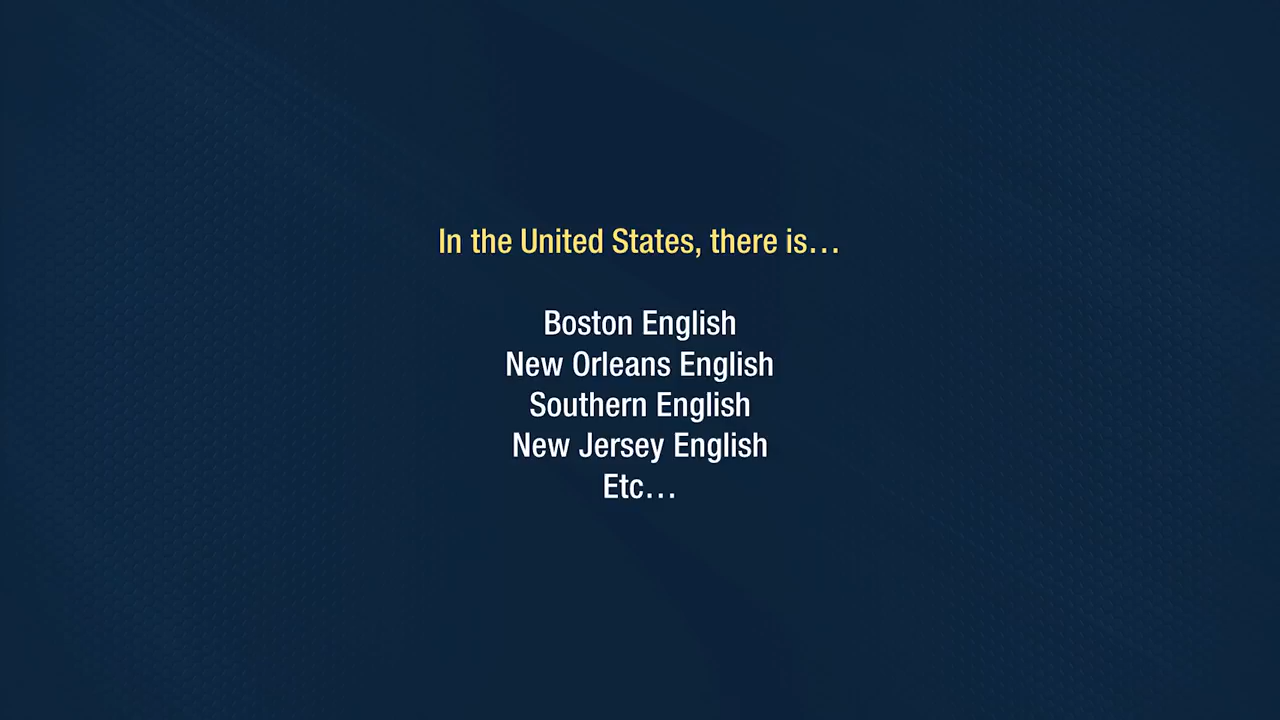 In the United States, there is…
Boston English
New Orleans English
Southern English
New Jersey English
Etc…